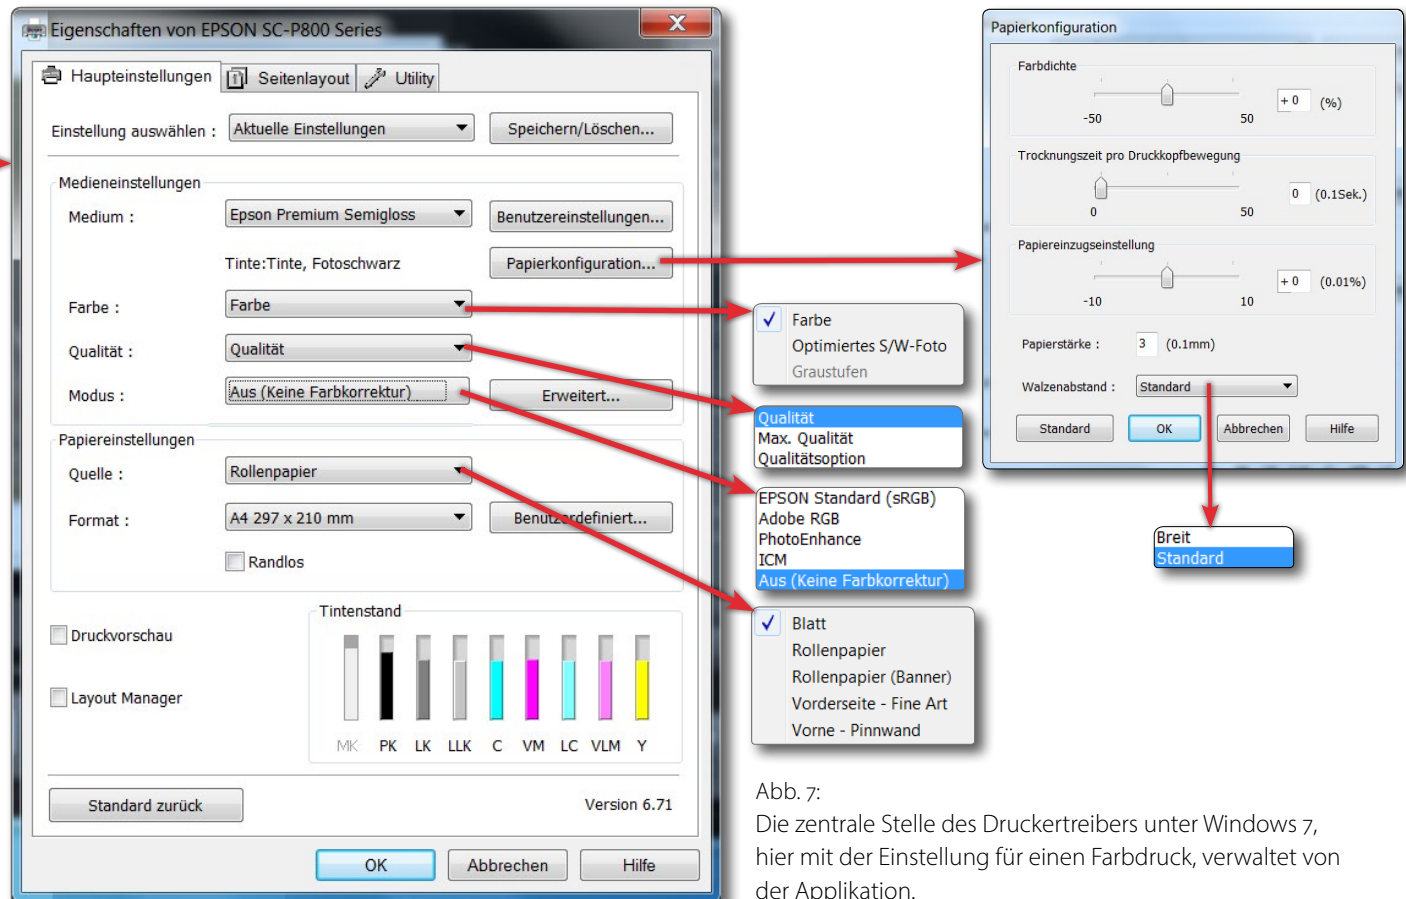 Eigenschaften von EPSON SC-P800 Series
X
Haupteinstellungen Seitenlayout Utility
Einstellung auswählen : Aktuelle Einstellungen Speichern/Löschen...
Medieneinstellungen
Medium : Epson Premium Semigloss Benutzereinstellungen...
Tinte:Tinte, Fotoschwarz Papierkonfiguration...
Farbe : Farbe
Qualität : Qualität
Modus : Aus (Keine Farbkorrektur) Erweitert...
Papiereinstellungen
Quelle : Rollenpapier
Format : A4 297 x 210 mm Benutzerdefiniert...
Randlos
Druckvorschau
Layout Manager
Tintenstand
MK PK LK LLK C VM LC VLM Y
Standard zurück Version 6.71
OK Abbrechen Hilfe
Farbe
Optimiertes S/W-Foto
Graustufen
Qualität
Max. Qualität
Qualitätsoption
EPSON Standard (sRGB)
Adobe RGB
PhotoEnhance
ICM
Aus (Keine Farbkorrektur)
Blatt
Rollenpapier
Rollenpapier (Banner)
Vorderseite - Fine Art
Vorne - Pinnwand
Papierkonfiguration
Farbdichte
+ 0 (%)
-50 50
Trocknungszeit pro Druckkopfbewegung
0 (0.1Sek.)
0 50
Papiereinzugseinstellung
+ 0 (0.01%)
-10 10
Papierstärke : 3 (0.1mm)
Walzenabstand : Standard
Standard OK Abbrechen Hilfe
Breit
Standard
Abb. 7:
Die zentrale Stelle des Druckertreibers unter Windows 7,
hier mit der Einstellung für einen Farbdruck, verwaltet von
der Applikation.